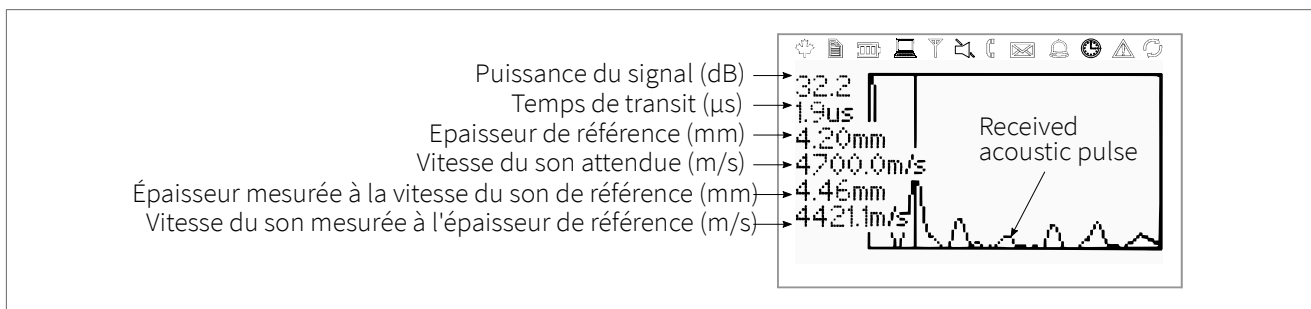 Puissance du signal (dB)
Temps de transit (µs)
Epaisseur de référence (mm)
Vitesse du son attendue (m/s)
Épaisseur mesurée à la vitesse du son de référence (mm)
Vitesse du son mesurée à l'épaisseur de référence (m/s)
32.2
1.9us
4.20mm
4700.0m/s
4.46mm
4421.1m/s
Received
acoustic pulse